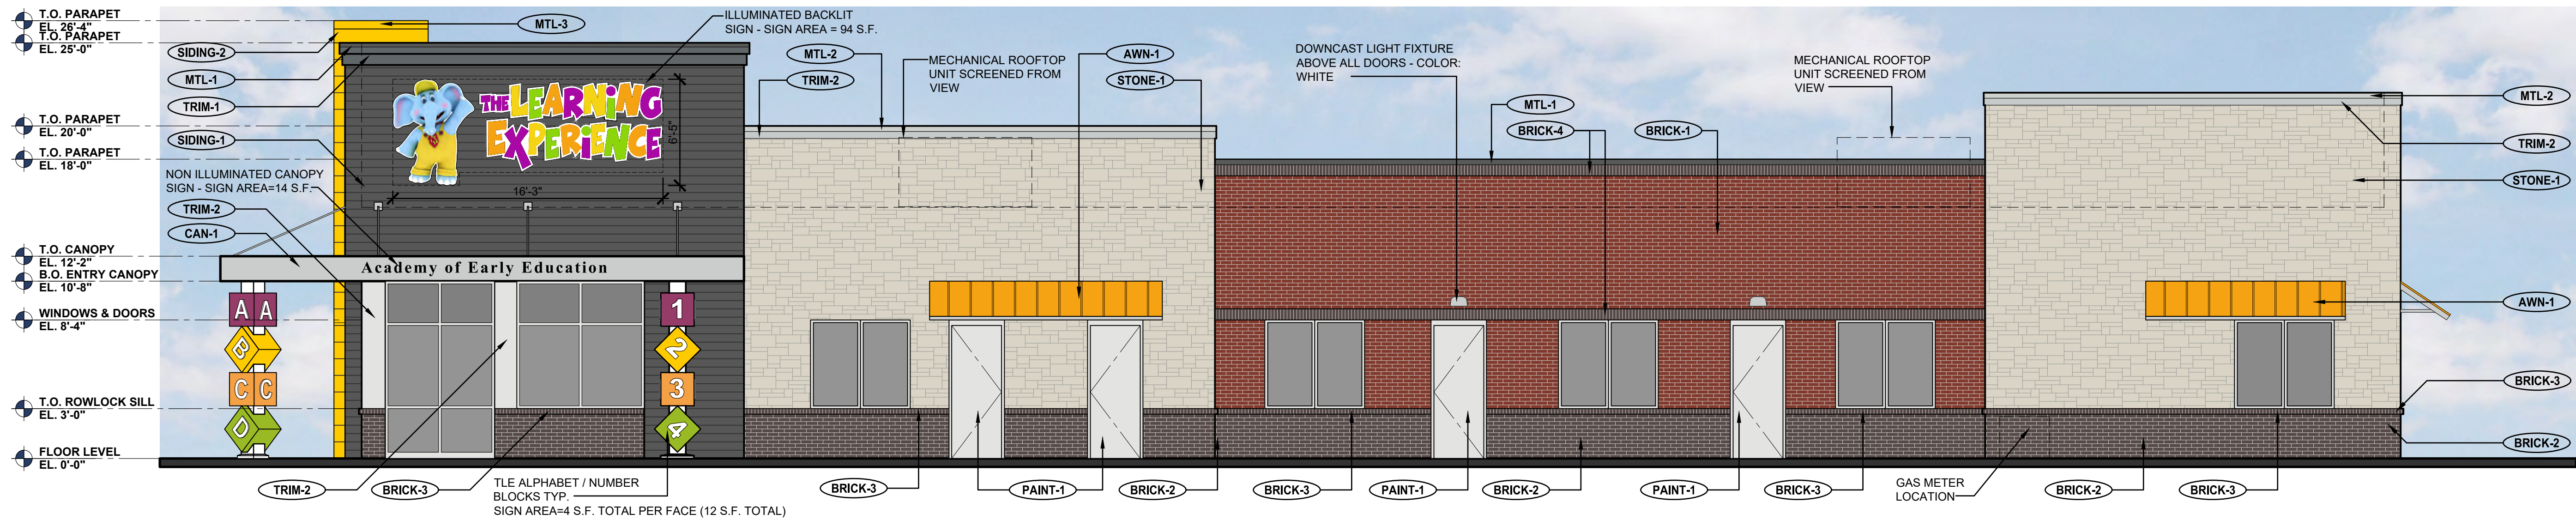 T.O. PARAPET
EL. 26'-4"
T.O. PARAPET
EL. 25'-0"
T.O. PARAPET
EL. 20'-0"
T.O. PARAPET
EL. 18'-0"
T.O. CANOPY
EL. 12'-2"
B.O. ENTRY CANOPY
EL. 10'-8"
WINDOWS & DOORS
EL. 8'-4"
T.O. ROWLOCK SILL
EL. 3'-0"
FLOOR LEVEL
EL. 0'-0"
SIDING-2
MTL-1
TRIM-1
SIDING-1
NON ILLUMINATED CANOPY
SIGN - SIGN AREA=14 S.F.
TRIM-2
CAN-1
MTL-3
ILLUMINATED BACKLIT
SIGN - SIGN AREA = 94 S.F.
THE LEARNING
EXPERIENCE
6'-5"
16'-3"
Academy of Early Education
A A
B
C C
D
1
2
3
4
MTL-2
TRIM-2
MECHANICAL ROOFTOP
UNIT SCREENED FROM
VIEW
AWN-1
STONE-1
DOWNCAST LIGHT FIXTURE
ABOVE ALL DOORS - COLOR:
WHITE
MTL-1
BRICK-4
BRICK-1
MECHANICAL ROOFTOP
UNIT SCREENED FROM
VIEW
MTL-2
TRIM-2
STONE-1
AWN-1
BRICK-3
BRICK-2
TRIM-2
BRICK-3
TLE ALPHABET / NUMBER
BLOCKS TYP.
SIGN AREA=4 S.F. TOTAL PER FACE (12 S.F. TOTAL)
BRICK-3
PAINT-1
BRICK-2
BRICK-3
PAINT-1
BRICK-2
PAINT-1
BRICK-3
GAS METER
LOCATION
BRICK-2
BRICK-3